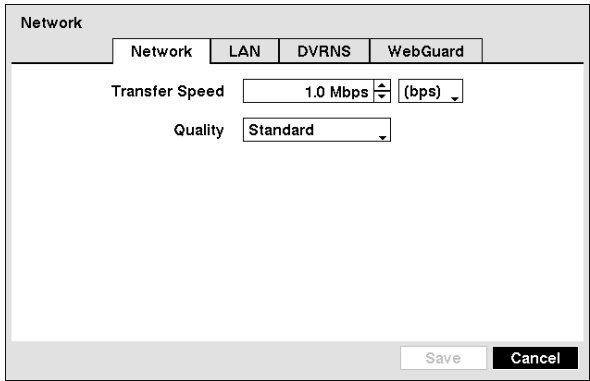 Network
Network LAN DVRNS WebGuard
Transfer Speed 1.0 Mbps (bps)
Quality Standard
Save Cancel